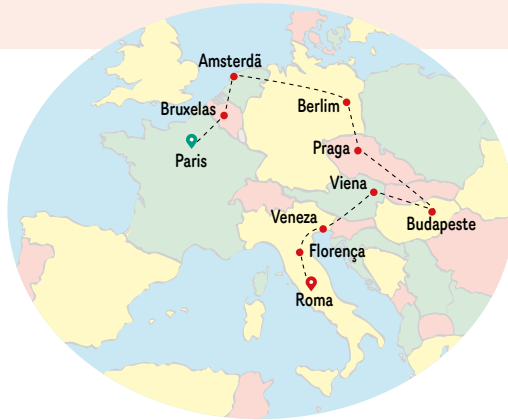 Amsterdã
Bruxelas
Berlim
Paris
Praga
Viena
Veneza
Budapeste
Florença
Roma